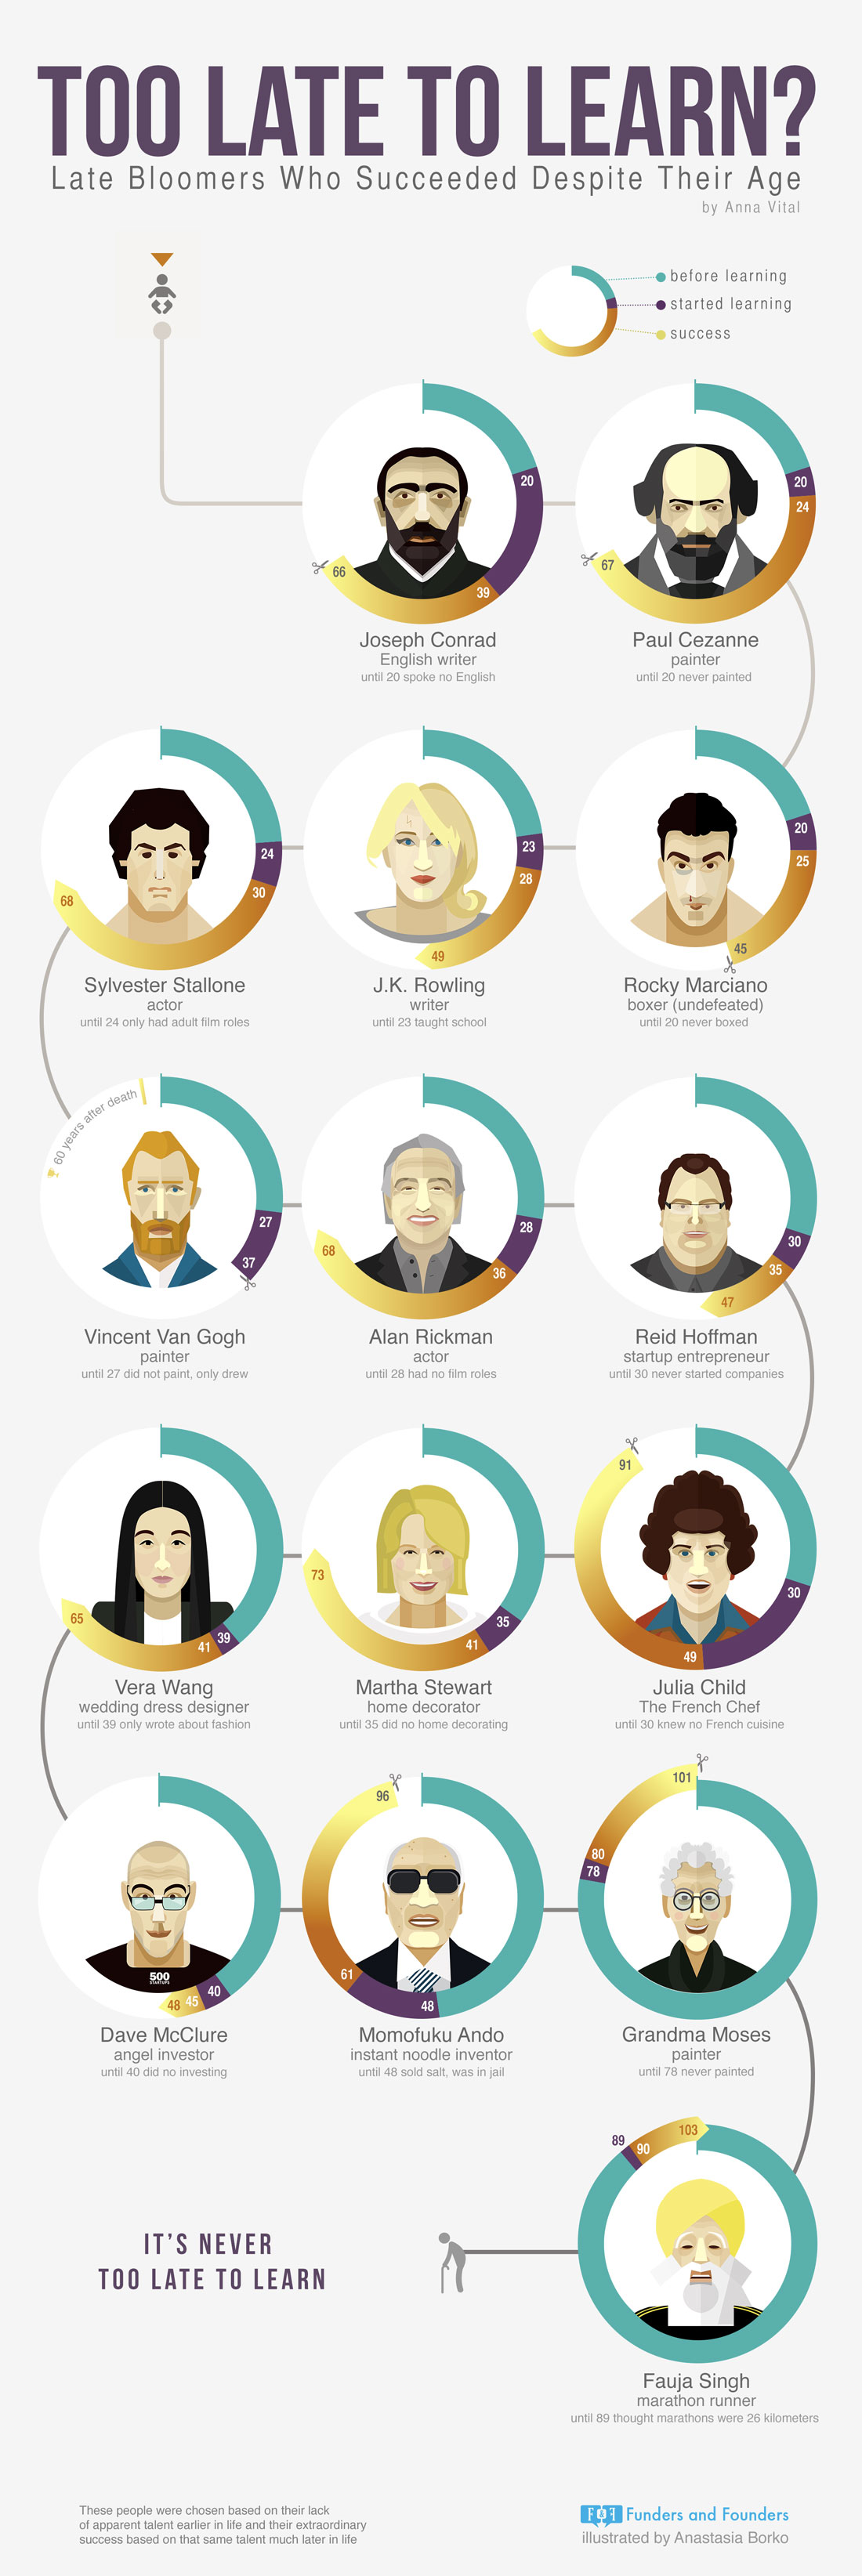 TOO LATE TO LEARN?
Late Bloomers Who Succeeded Despite Their Age
by Anna Vital
before learning
started learning
success
20
39
66
Joseph Conrad
English writer
until 20 spoke no English
20
24
67
Paul Cezanne
painter
until 20 never painted
24
30
68
Sylvester Stallone
actor
until 24 only had adult film roles
23
28
49
J.K. Rowling
writer
until 23 taught school
20
25
45
Rocky Marciano
boxer (undefeated)
until 20 never boxed
60 years after death
27
37
Vincent Van Gogh
painter
until 27 did not paint, only drew
28
36
68
Alan Rickman
actor
until 28 had no film roles
30
35
47
Reid Hoffman
startup entrepreneur
until 30 never started companies
39
41
65
Vera Wang
wedding dress designer
until 39 only wrote about fashion
35
41
73
Martha Stewart
home decorator
until 35 did no home decorating
30
49
91
Julia Child
The French Chef
until 30 knew no French cuisine
500
STARTUPS
40
45
48
Dave McClure
angel investor
until 40 did no investing
48
61
96
Momofuku Ando
instant noodle inventor
until 48 sold salt, was in jail
78
80
101
Grandma Moses
painter
until 78 never painted
89
90
103
Fauja Singh
marathon runner
until 89 thought marathons were 26 kilometers
IT'S NEVER
TOO LATE TO LEARN
These people were chosen based on their lack
of apparent talent earlier in life and their extraordinary
success based on that same talent much later in life
F&F Funders and Founders
illustrated by Anastasia Borko